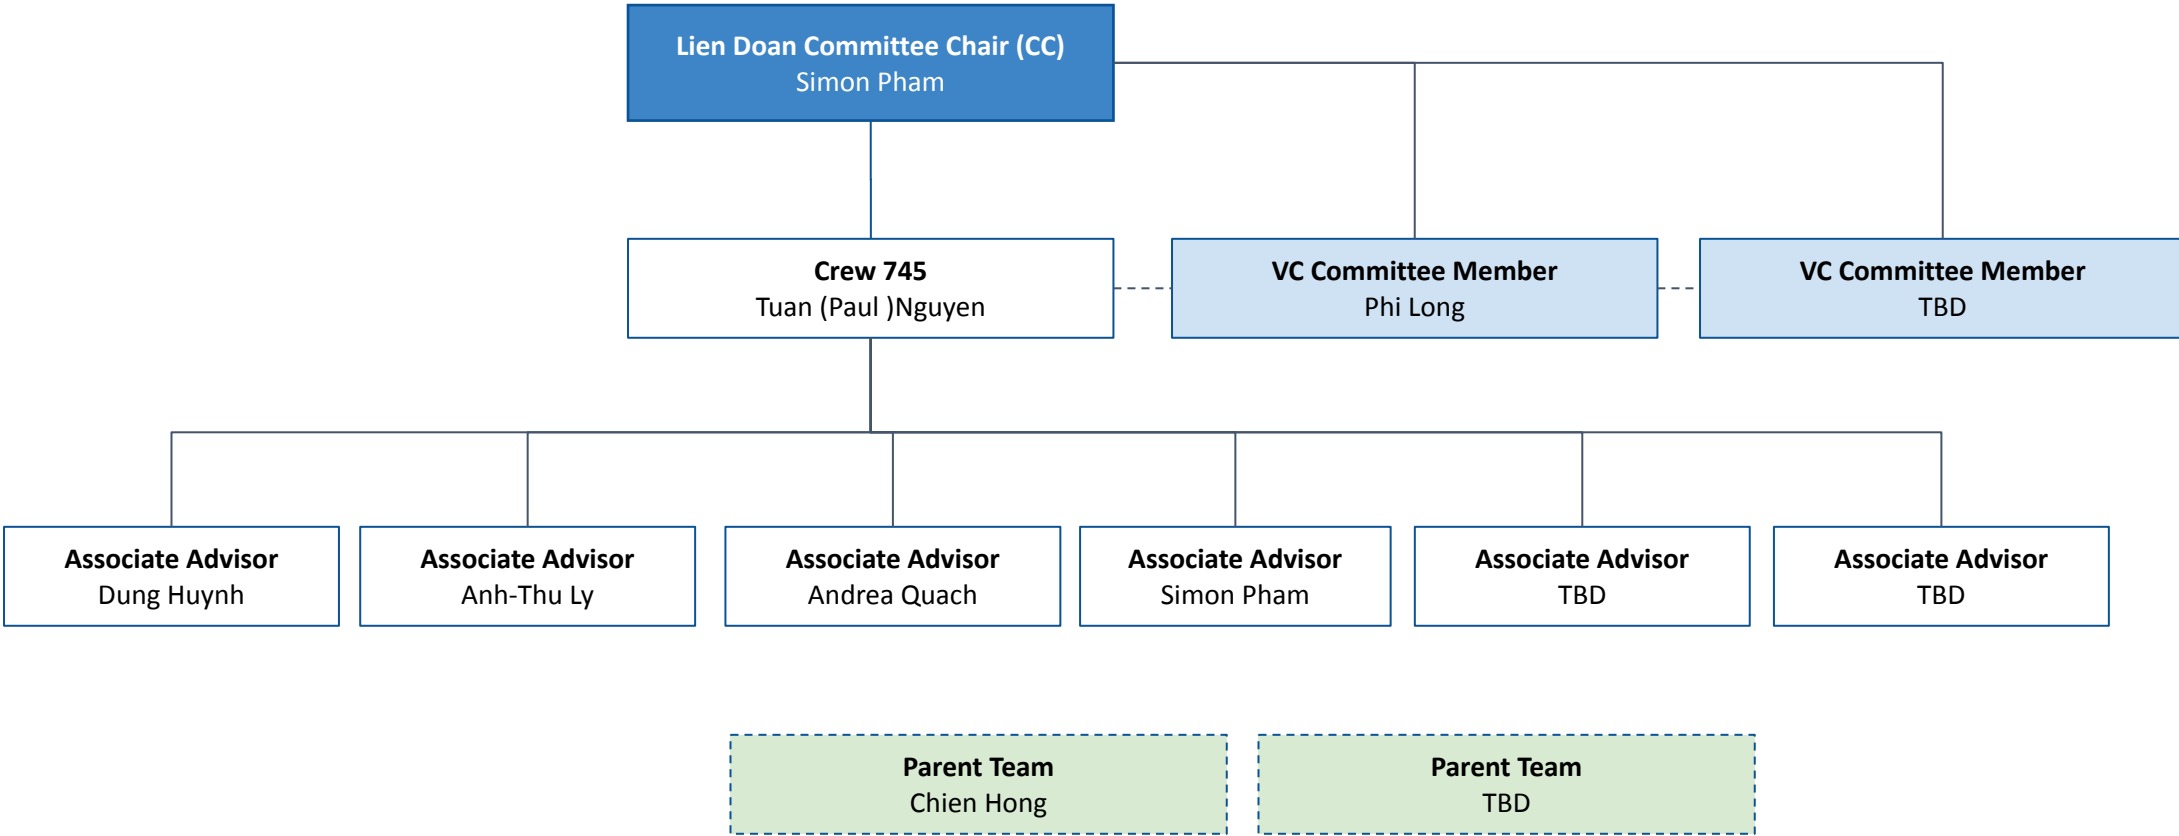 Lien Doan Committee Chair (CC)
Simon Pham
Crew 745
Tuan (Paul )Nguyen
VC Committee Member
Phi Long
VC Committee Member
TBD
Associate Advisor
Dung Huynh
Associate Advisor
Anh-Thu Ly
Associate Advisor
Andrea Quach
Associate Advisor
Simon Pham
Associate Advisor
TBD
Associate Advisor
TBD
Parent Team
Chien Hong
Parent Team
TBD